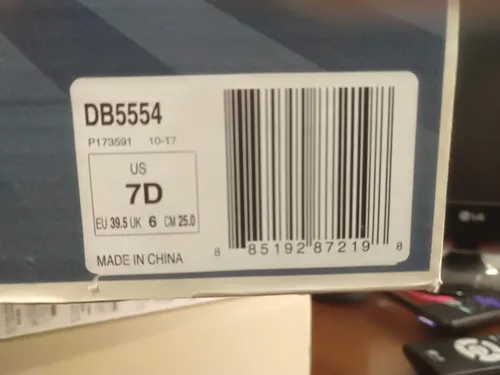 DB5554
P173591 10-17
US
7D
EU 39.5 UK 6 CM 25.0
MADE IN CHINA
8 85192 87219 8
LG